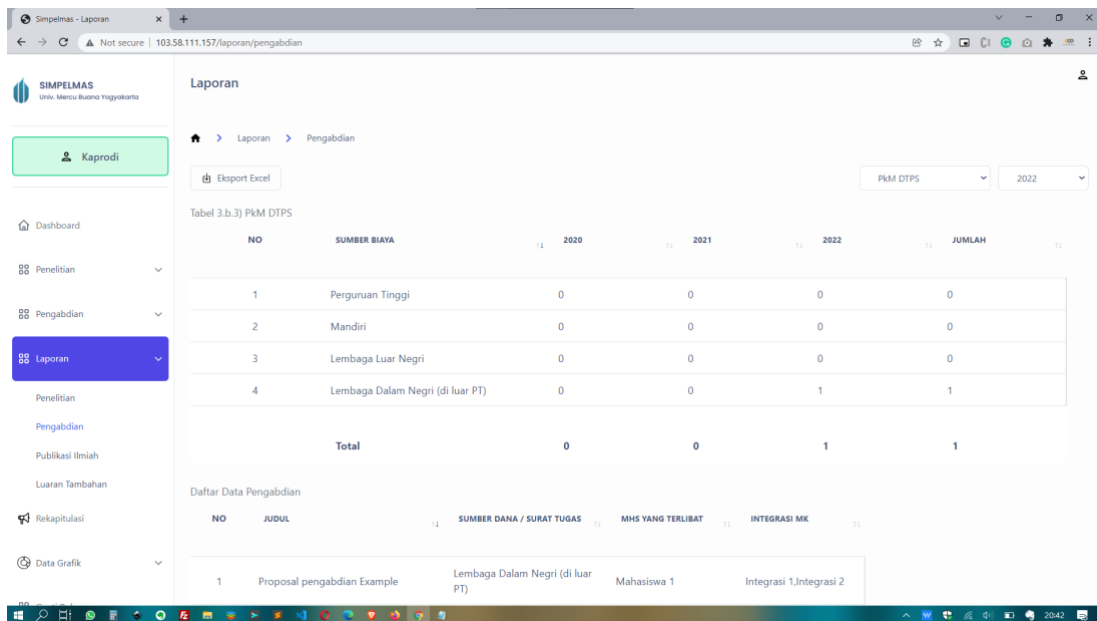 Simpelmas - Laporan
Not secure | 103.58.111.157/laporan/pengabdian
SIMPELMAS
Univ. Mercu Buana Yogyakarta
Laporan
Kaprodi
Laporan > Pengabdian
Eksport Excel
PkM DTPS
2022
Dashboard
Penelitian
Pengabdian
Laporan
Penelitian
Pengabdian
Publikasi Ilmiah
Luaran Tambahan
Rekapitulasi
Data Grafik
Tabel 3.b.3) PkM DTPS
NO SUMBER BIAYA 2020 2021 2022 JUMLAH
1 Perguruan Tinggi 0 0 0 0
2 Mandiri 0 0 0 0
3 Lembaga Luar Negri 0 0 0 0
4 Lembaga Dalam Negri (di luar PT) 0 0 1 1
Total 0 0 1 1
Daftar Data Pengabdian
NO JUDUL SUMBER DANA / SURAT TUGAS MHS YANG TERLIBAT INTEGRASI MK
1 Proposal pengabdian Example Lembaga Dalam Negri (di luar PT) Mahasiswa 1 Integrasi 1,Integrasi 2
20:42